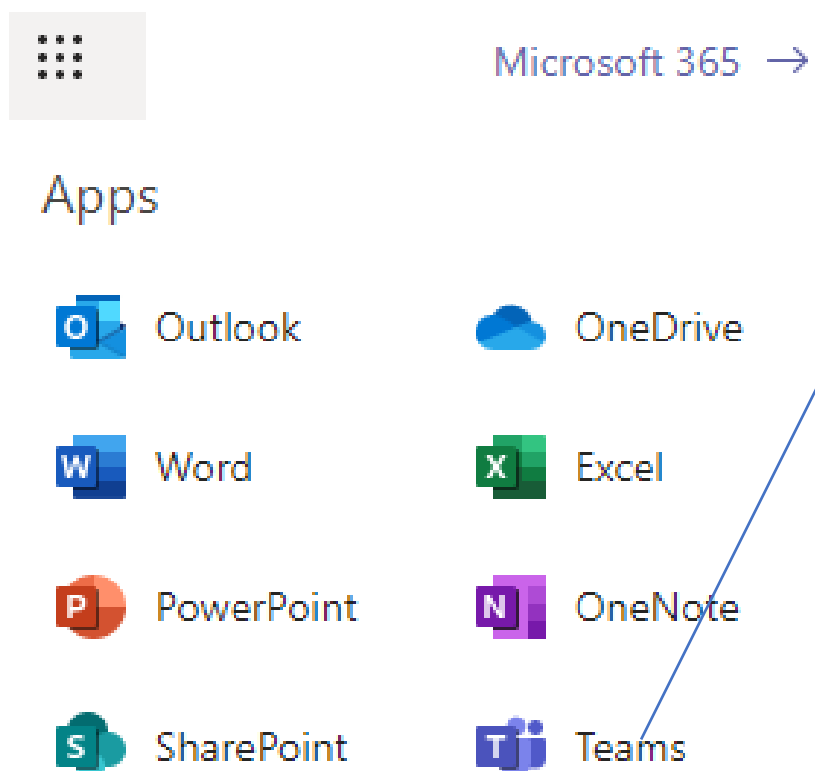 Microsoft 365 →
Apps
Outlook OneDrive
Word Excel
PowerPoint OneNote
SharePoint Teams